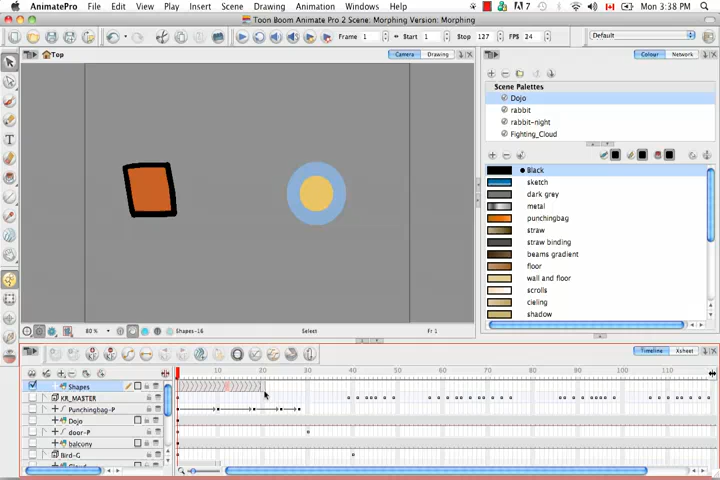 AnimatePro File Edit View Play Insert Scene Animation Windows Help 7 Mon 3:38 PM
Toon Boom Animate Pro 2 Scene: Morphing Version: Morphing
Frame 1 Start 1 Stop 127 FPS 24 Default
Top Camera Drawing Colour Network
Scene Palettes
Dojo
rabbit
rabbit-night
Fighting_Cloud
Black
sketch
dark grey
metal
punchingbag
straw
straw binding
beams gradient
floor
wall and floor
scrolls
cieling
shadow
80% Shapes-16 Select Fr 1
Timeline Xsheet
10 20 30 40 50 60 70 80 90 100 110 120
Shapes
KR_MASTER
Punchingbag-P
Dojo
door-P
balcony
Bird-G